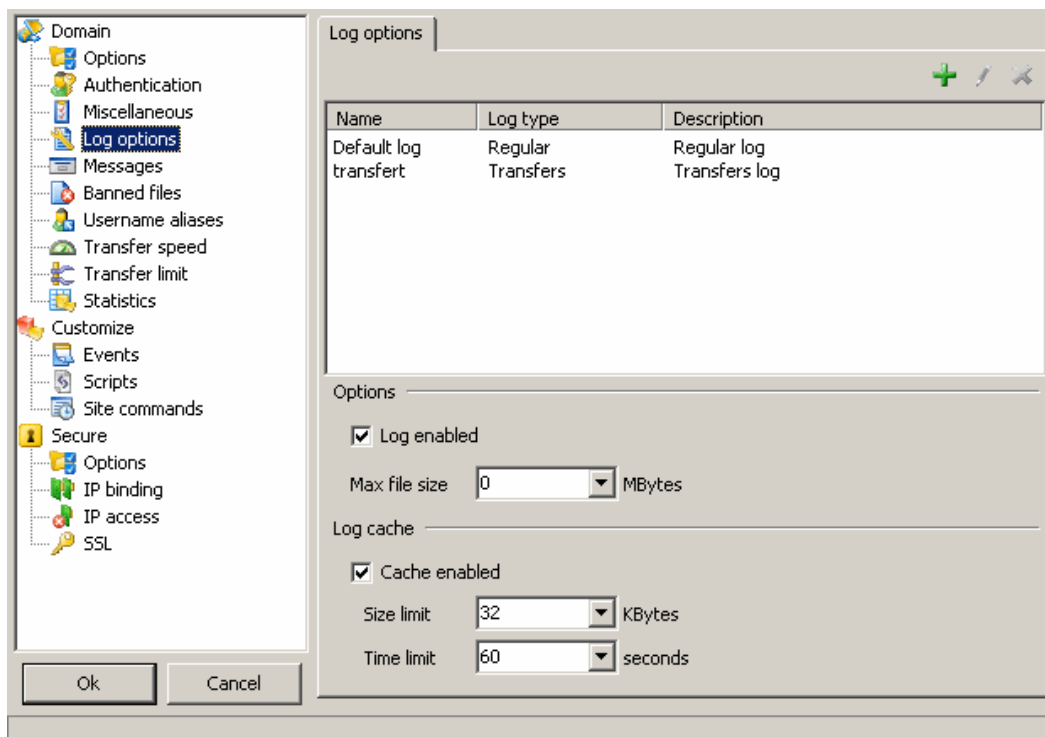 Domain
Options
Authentication
Miscellaneous
Log options
Messages
Banned files
Username aliases
Transfer speed
Transfer limit
Statistics
Customize
Events
Scripts
Site commands
Secure
Options
IP binding
IP access
SSL
Ok Cancel
Log options
Name Log type Description
Default log Regular Regular log
transfert Transfers Transfers log
Options
Log enabled
Max file size 0 MBytes
Log cache
Cache enabled
Size limit 32 KBytes
Time limit 60 seconds